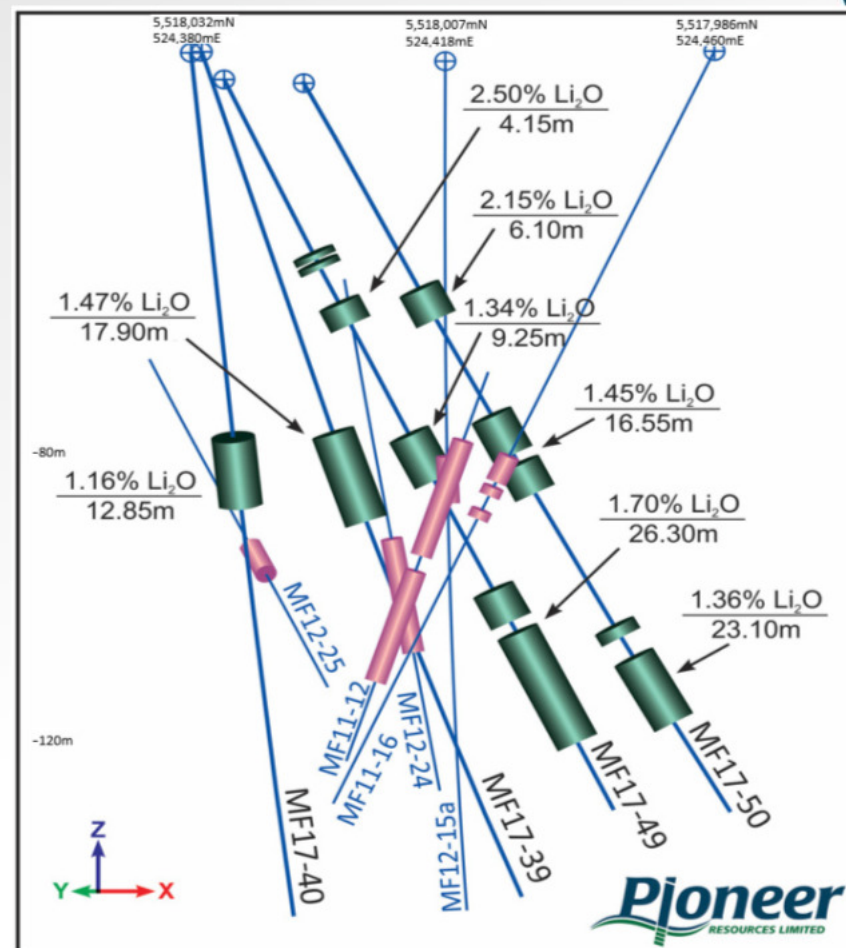 5,518,032mN
524,380mE
5,518,007mN
524,418mE
5,517,986mN
524,460mE
2.50% Li₂O
4.15m
2.15% Li₂O
6.10m
1.47% Li₂O
17.90m
1.34% Li₂O
9.25m
1.45% Li₂O
16.55m
-80m
1.16% Li₂O
12.85m
1.70% Li₂O
26.30m
1.36% Li₂O
23.10m
MF12-25
MF11-12
MF11-16
MF12-24
-120m
MF17-40
MF12-15a
MF17-39
MF17-49
MF17-50
Z
Y
X
Pioneer
RESOURCES LIMITED